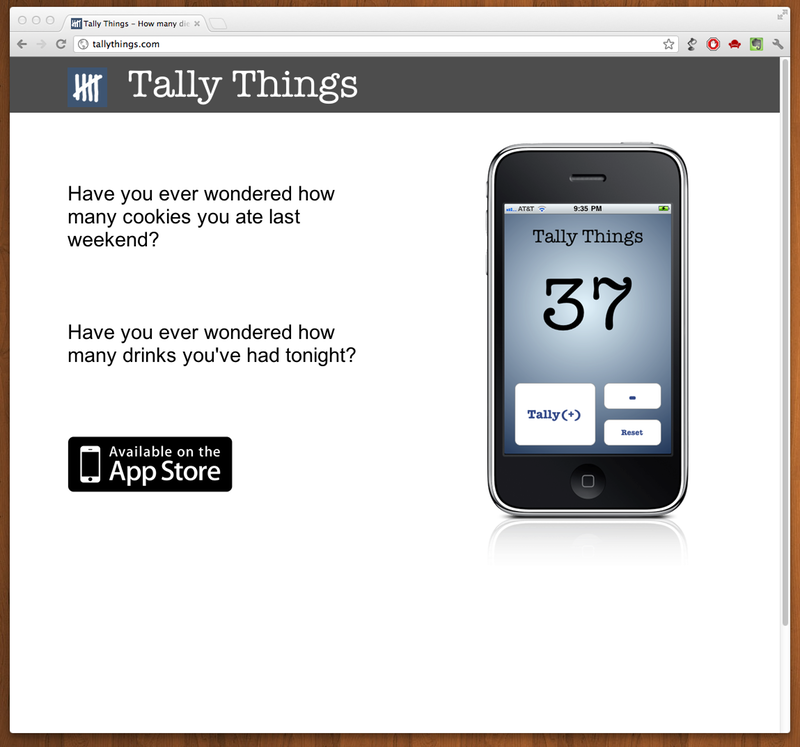 Tally Things – How many di
tallythings.com
Tally Things
Have you ever wondered how
many cookies you ate last
weekend?
Have you ever wondered how
many drinks you've had tonight?
Available on the
App Store
AT&T 9:35 PM
Tally Things
37
Tally(+)
-
Reset